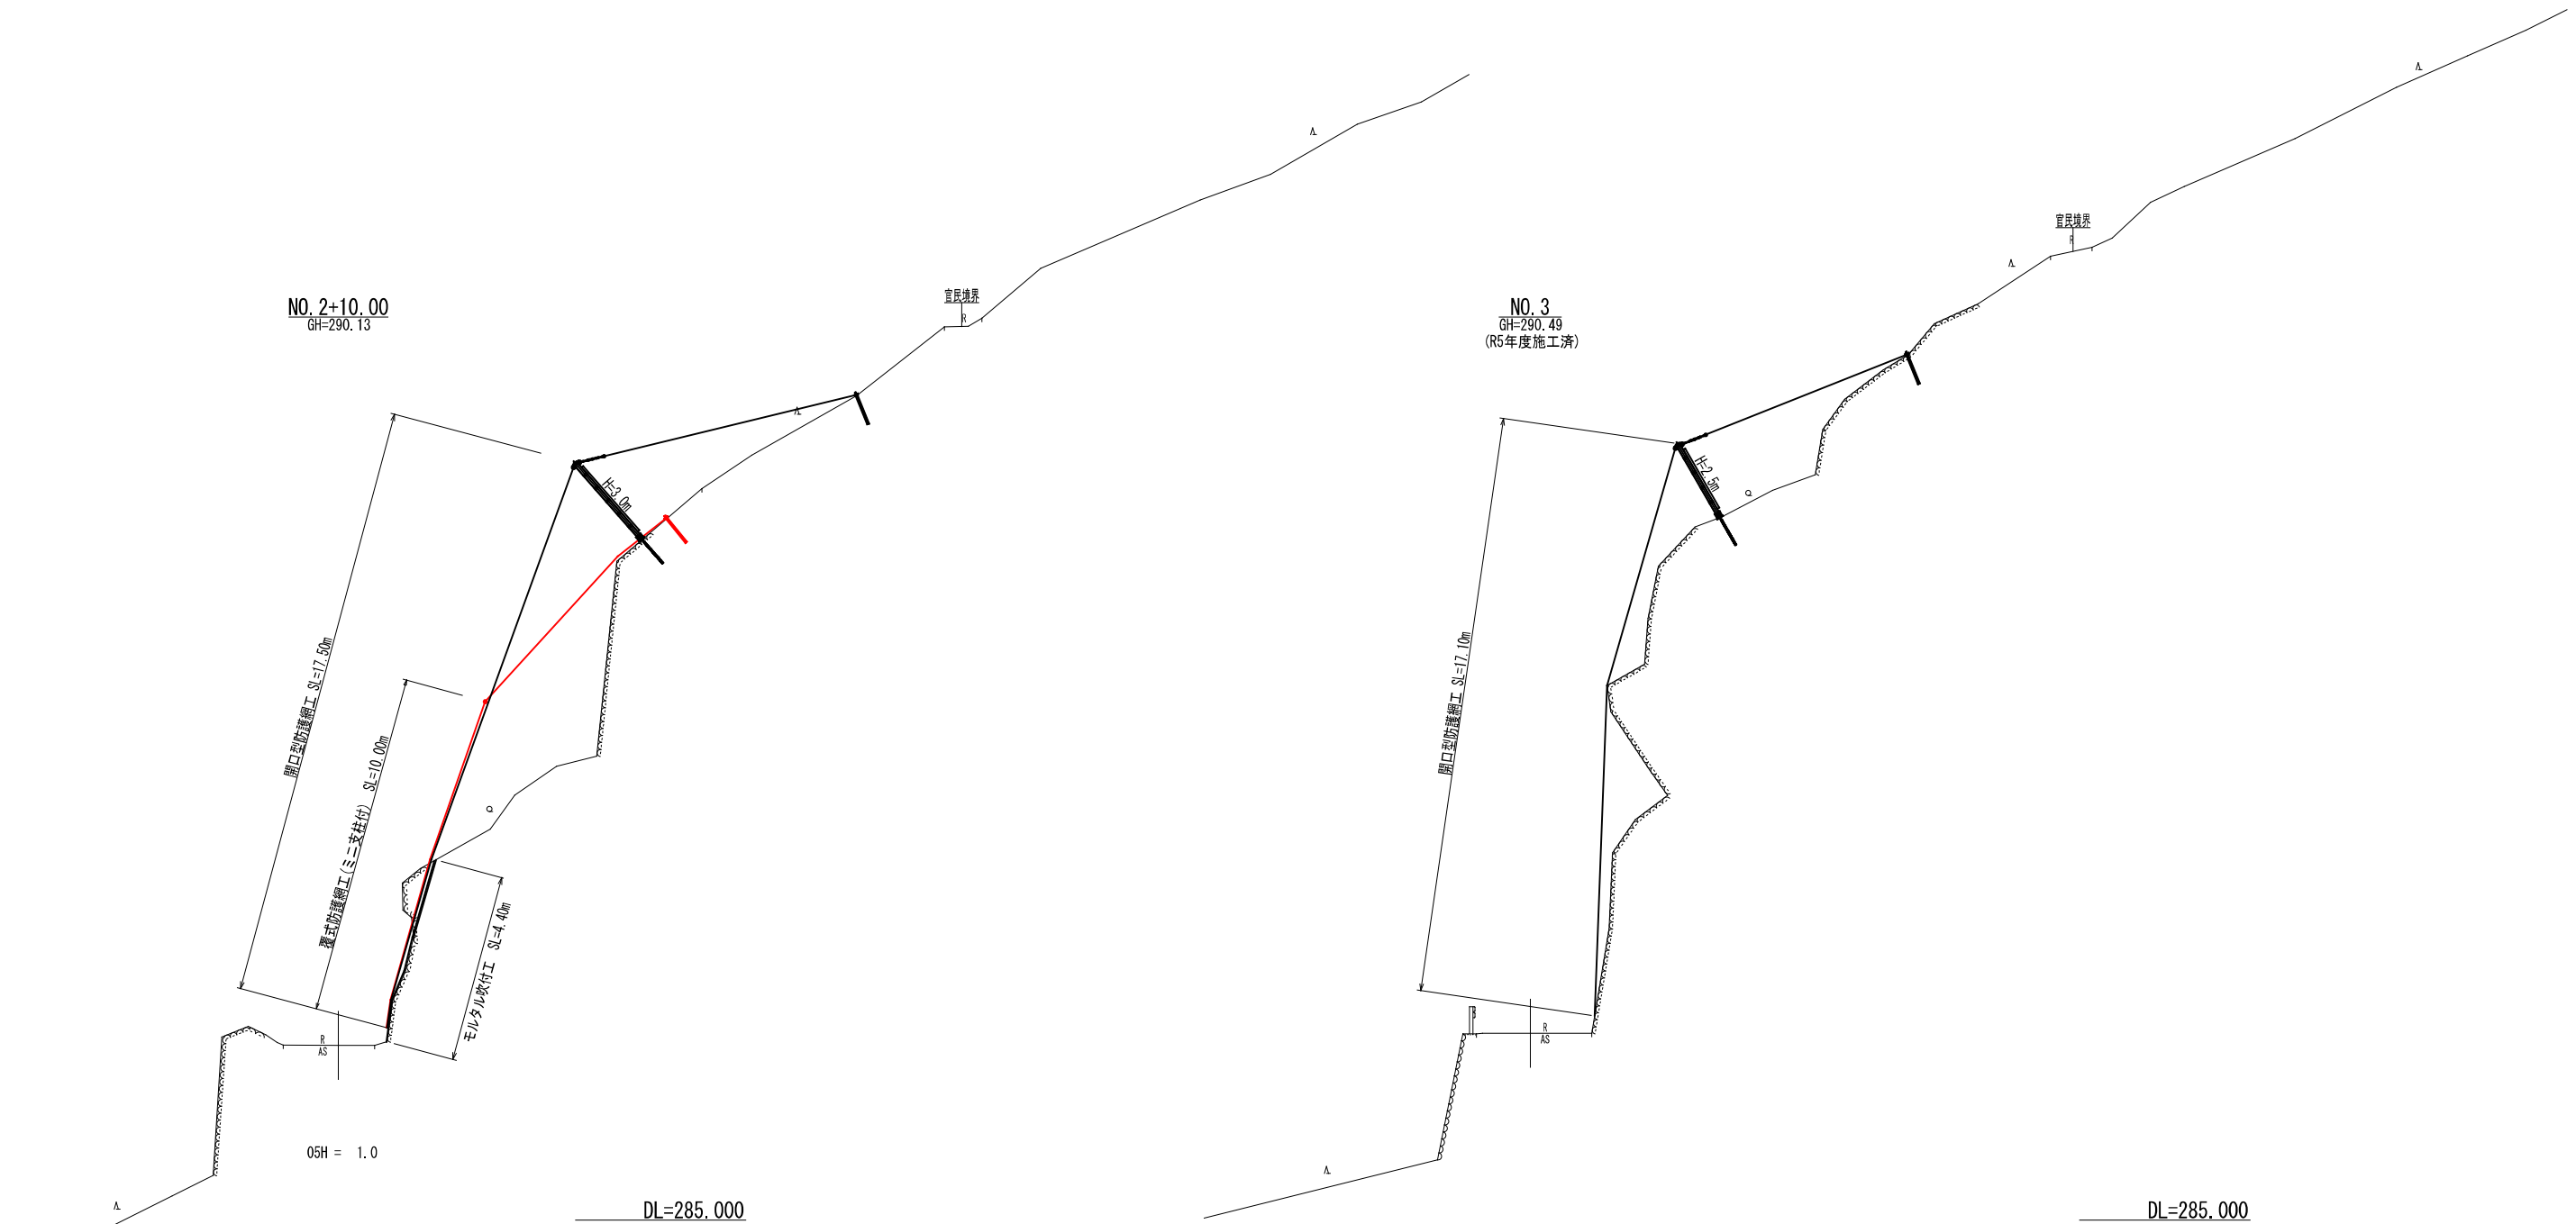 NO.2+10.00
GH=290.13
官民境界
R
H=3.0m
開口型防護網工 SL=17.50m
覆式防護網工(ミニ支柱付) SL=10.00m
モルタル吹付工 SL=4.40m
R
AS
O5H = 1.0
DL=285.000
NO.3
GH=290.49
(R5年度施工済)
官民境界
R
H=2.5m
開口型防護網工 SL=17.10m
R
AS
DL=285.000